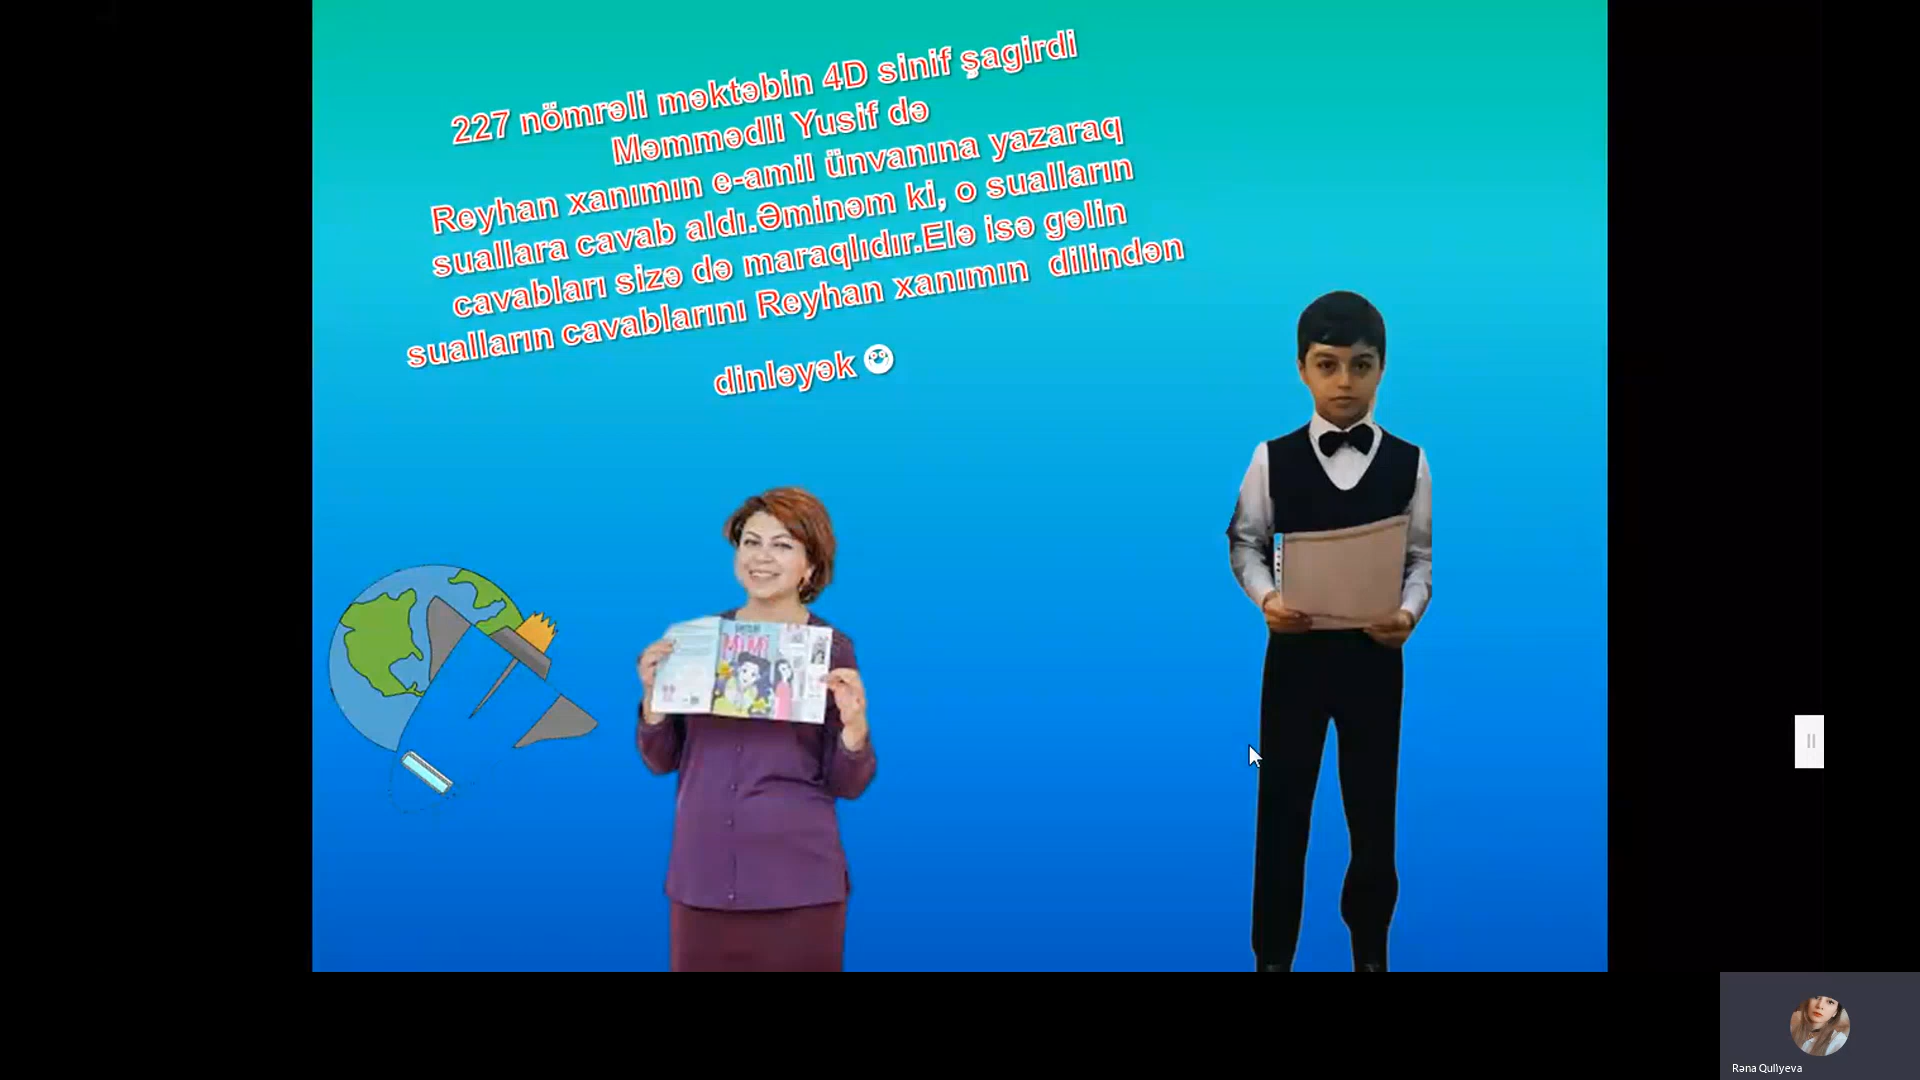 227 nömrəli məktəbin 4D sinif şagirdi
Məmmədli Yusif də
Reyhan xanımın e-amil ünvanına yazaraq
suallara cavab aldı.Əminəm ki, o sualların
cavabları sizə də maraqlıdır.Elə isə gəlin
sualların cavablarını Reyhan xanımın dilindən
dinləyək
Rəna Quliyeva